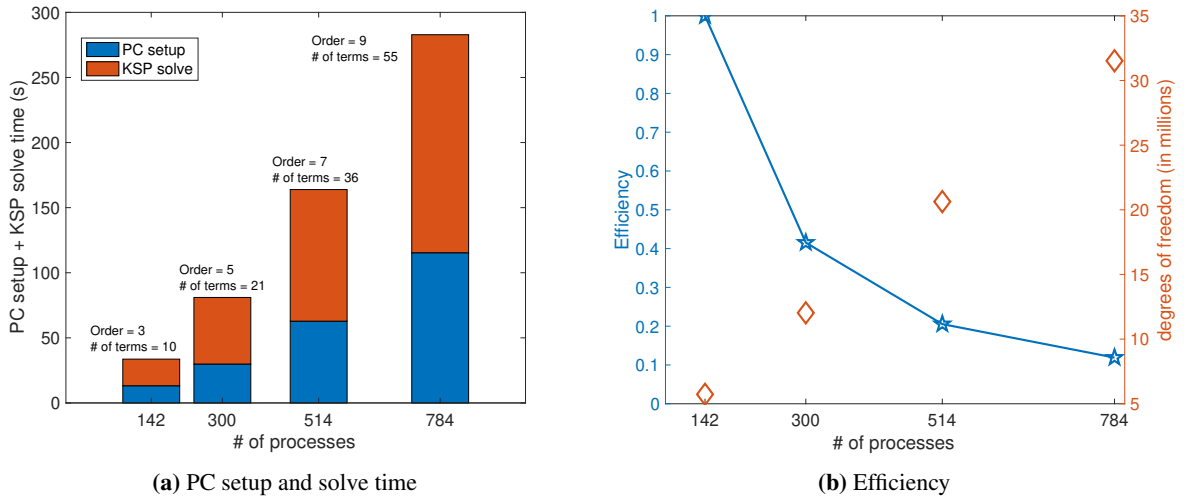 300
250
200
150
100
50
0
PC setup + KSP solve time (s)
PC setup
KSP solve
Order = 3
# of terms = 10
Order = 5
# of terms = 21
Order = 7
# of terms = 36
Order = 9
# of terms = 55
142
300
514
784
# of processes
(a) PC setup and solve time
1
0.9
0.8
0.7
0.6
0.5
0.4
0.3
0.2
0.1
0
Efficiency
35
30
25
20
15
10
5
degrees of freedom (in millions)
142
300
514
784
# of processes
(b) Efficiency